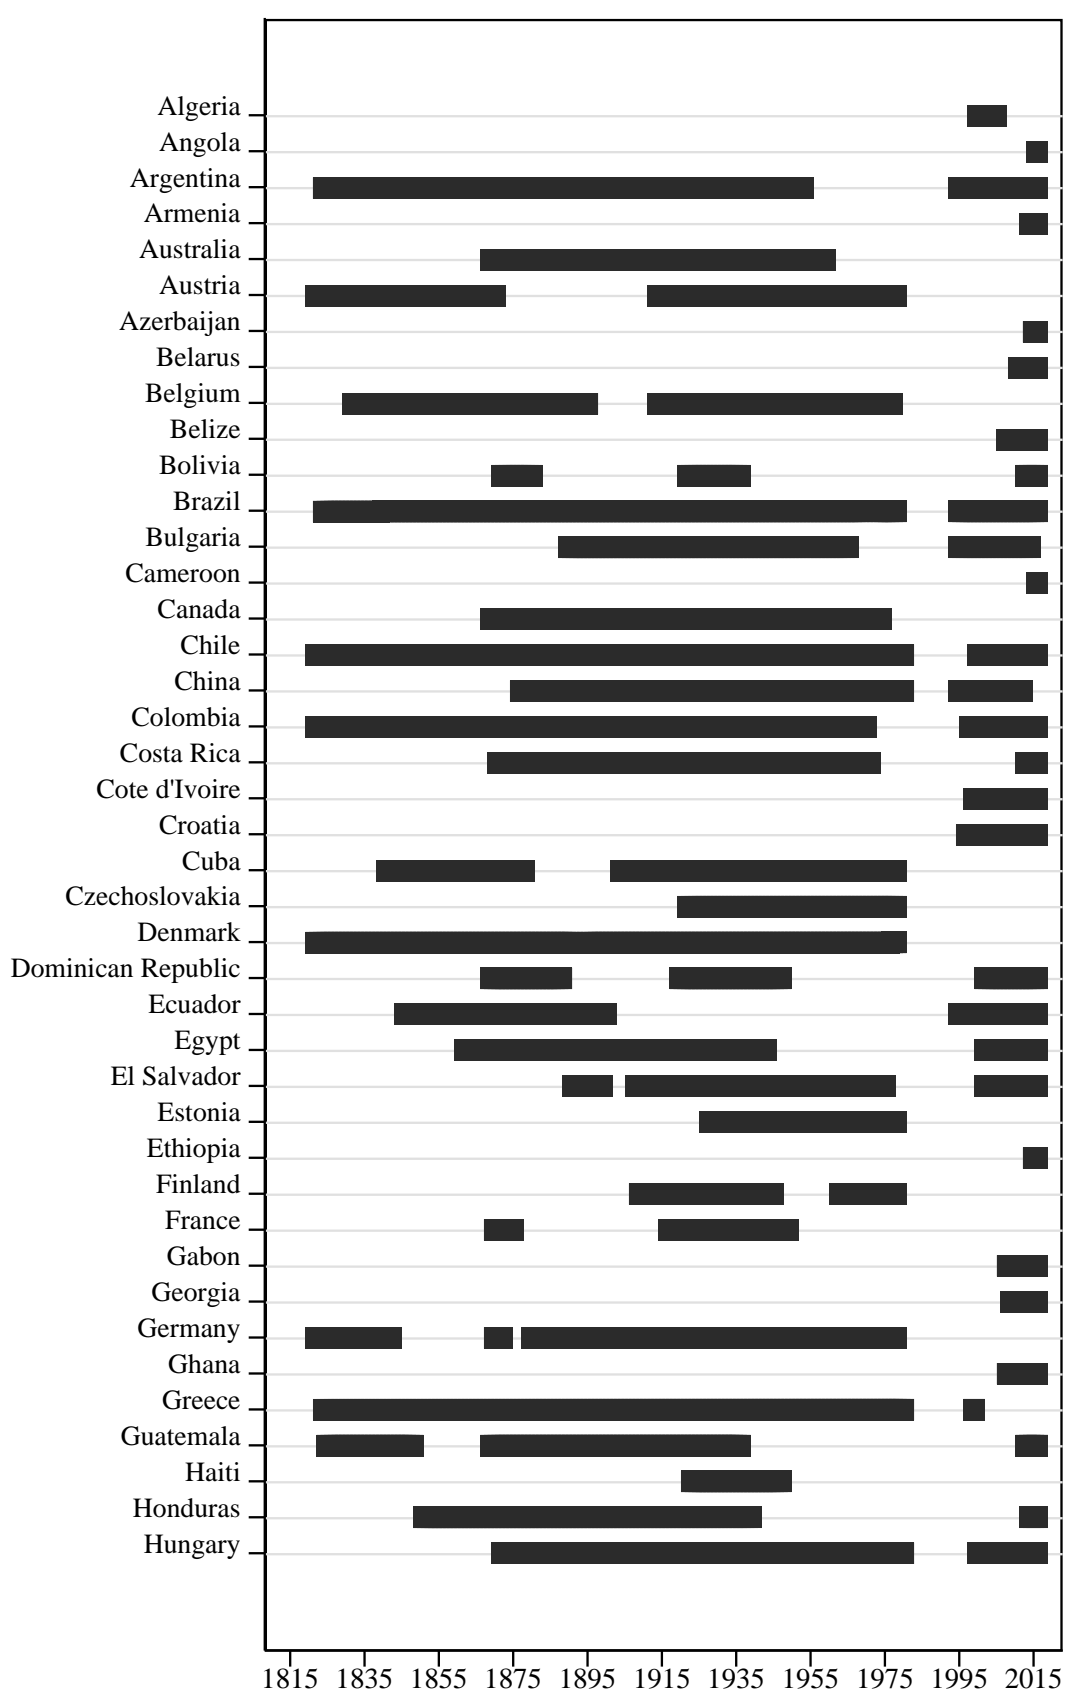 Algeria
Angola
Argentina
Armenia
Australia
Austria
Azerbaijan
Belarus
Belgium
Belize
Bolivia
Brazil
Bulgaria
Cameroon
Canada
Chile
China
Colombia
Costa Rica
Cote d'Ivoire
Croatia
Cuba
Czechoslovakia
Denmark
Dominican Republic
Ecuador
Egypt
El Salvador
Estonia
Ethiopia
Finland
France
Gabon
Georgia
Germany
Ghana
Greece
Guatemala
Haiti
Honduras
Hungary
1815 1835 1855 1875 1895 1915 1935 1955 1975 1995 2015